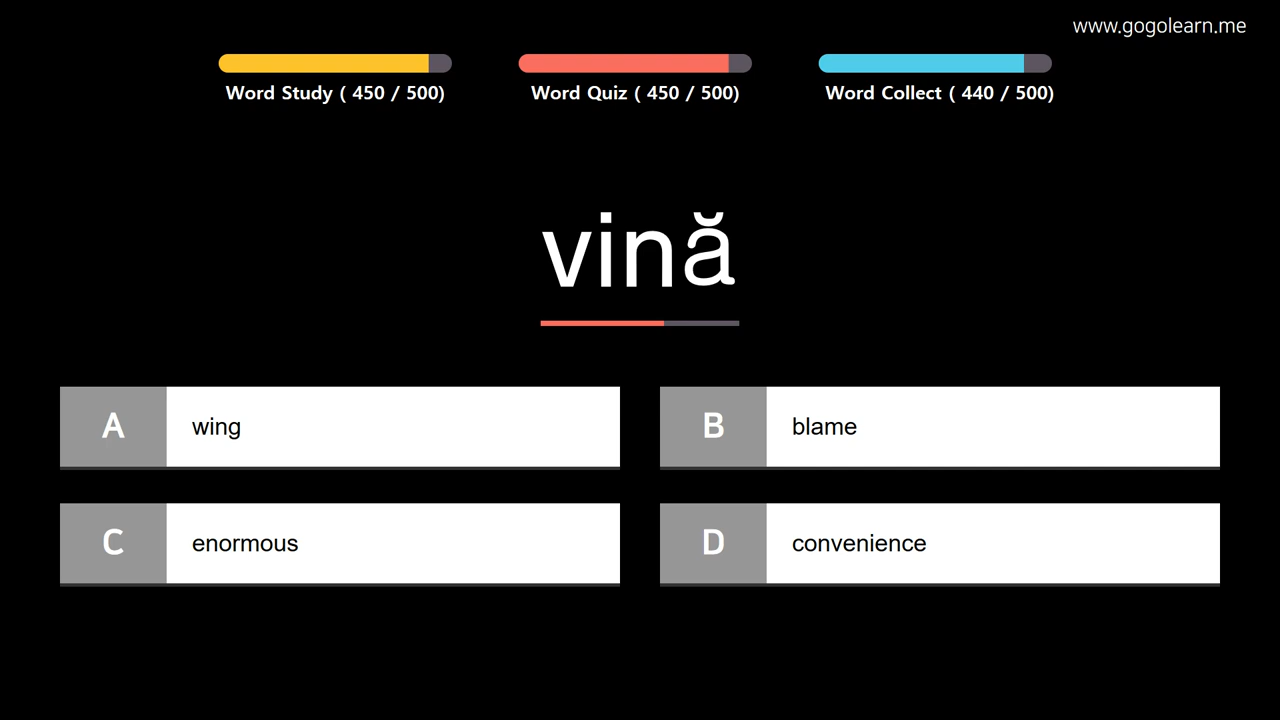 www.gogolearn.me
Word Study ( 450 / 500)
Word Quiz ( 450 / 500)
Word Collect ( 440 / 500)
vină
A
wing
B
blame
C
enormous
D
convenience